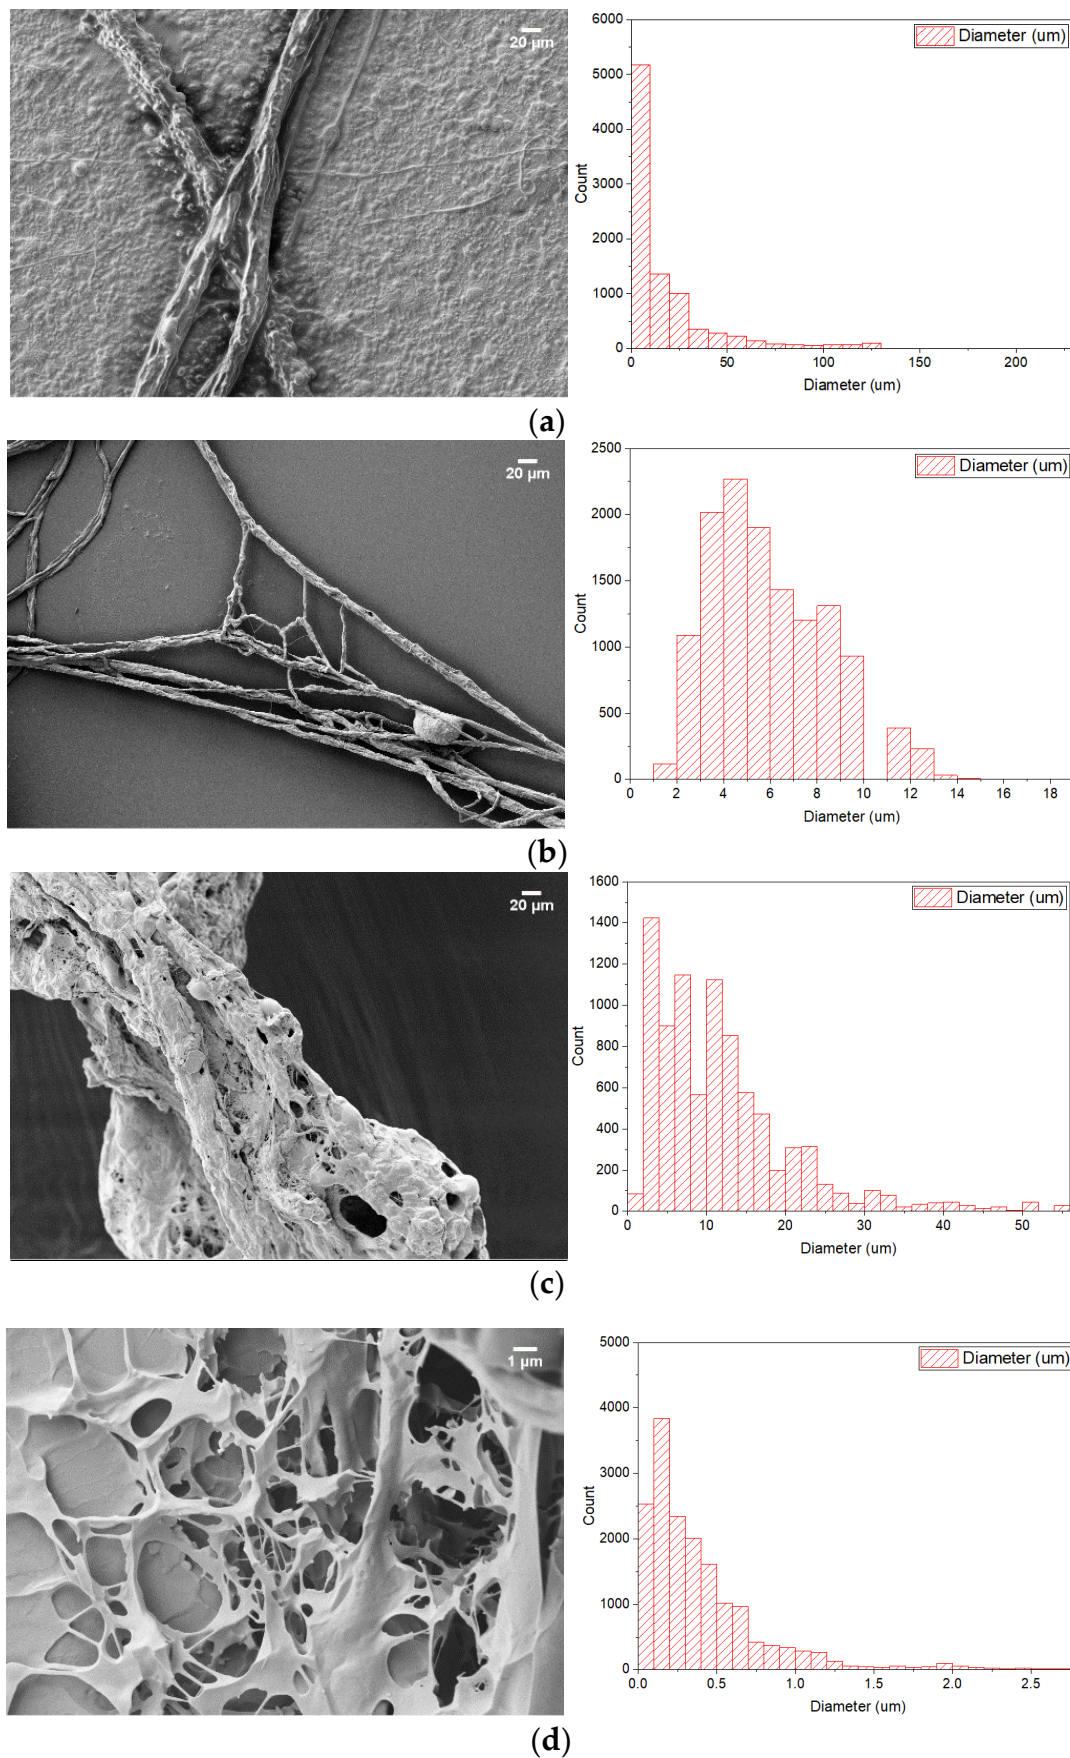 20 µm
Diameter (um)
6000
5000
4000
3000
2000
1000
0
Count
0 50 100 150 200
Diameter (um)
(a)
20 µm
Diameter (um)
2500
2000
1500
1000
500
0
Count
0 2 4 6 8 10 12 14 16 18
Diameter (um)
(b)
20 µm
Diameter (um)
1600
1400
1200
1000
800
600
400
200
0
Count
0 10 20 30 40 50
Diameter (um)
(c)
1 µm
Diameter (um)
5000
4000
3000
2000
1000
0
Count
0.0 0.5 1.0 1.5 2.0 2.5
Diameter (um)
(d)